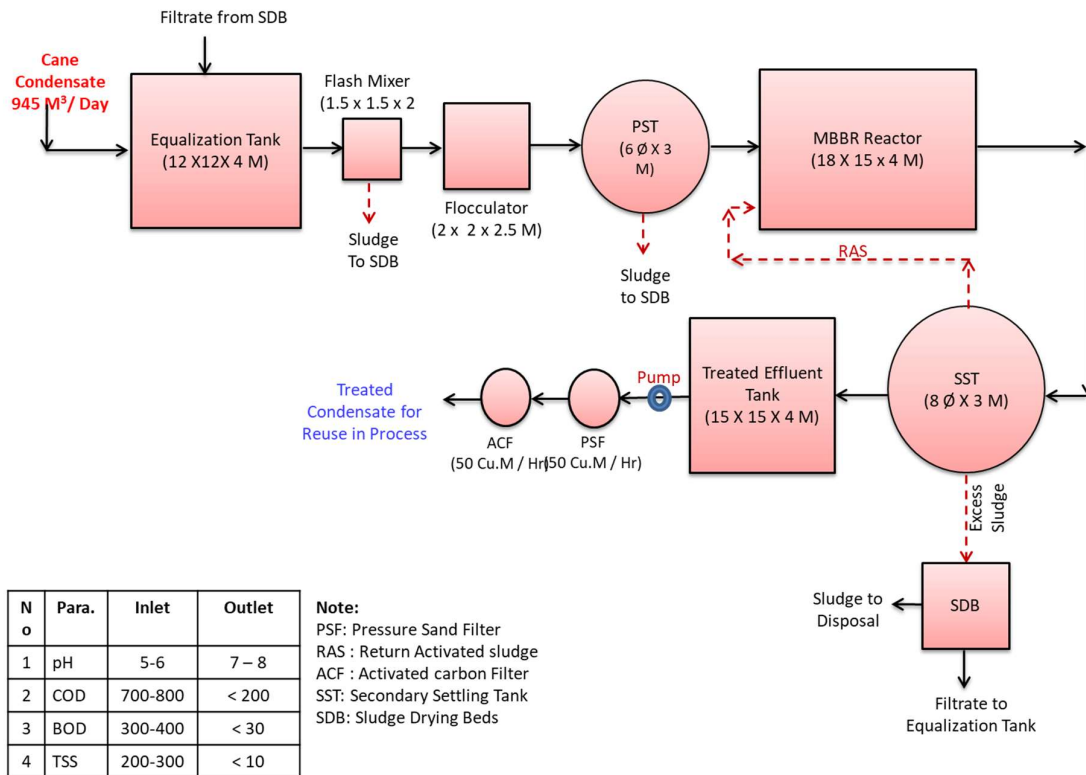 Filtrate from SDB
Cane
Condensate
945 M³/ Day
Equalization Tank
(12 X12X 4 M)
Flash Mixer
(1.5 x 1.5 x 2
Sludge
To SDB
Flocculator
(2 x 2 x 2.5 M)
PST
(6 Ø X 3
M)
Sludge
to SDB
MBBR Reactor
(18 X 15 x 4 M)
RAS
SST
(8 Ø X 3 M)
Treated Effluent
Tank
(15 X 15 X 4 M)
Pump
PSF
(50 Cu.M / Hr)
ACF
(50 Cu.M / Hr)
Treated
Condensate for
Reuse in Process
Excess
Sludge
SDB
Sludge to
Disposal
Filtrate to
Equalization Tank
No Para. Inlet Outlet
1 pH 5-6 7 – 8
2 COD 700-800 < 200
3 BOD 300-400 < 30
4 TSS 200-300 < 10
Note:
PSF: Pressure Sand Filter
RAS : Return Activated sludge
ACF : Activated carbon Filter
SST: Secondary Settling Tank
SDB: Sludge Drying Beds